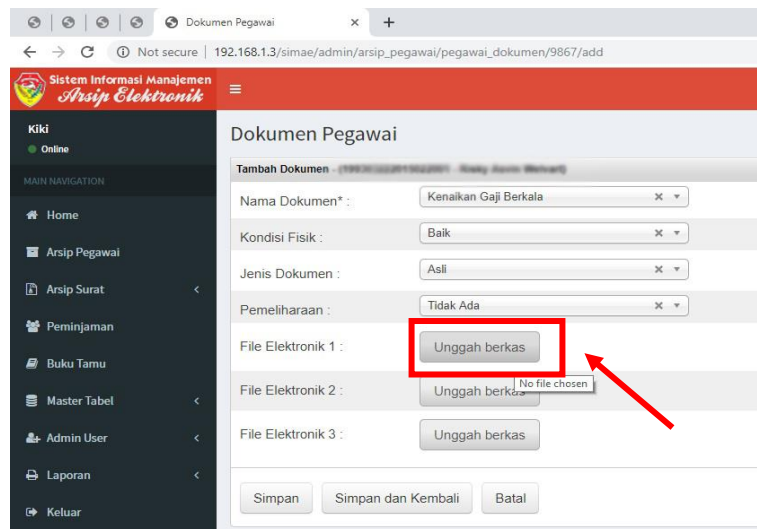 Dokumen Pegawai
Not secure | 192.168.1.3/simae/admin/arsip_pegawai/pegawai_dokumen/9867/add
Sistem Informasi Manajemen
Arsip Elektronik
Kiki
Online
MAIN NAVIGATION
Home
Arsip Pegawai
Arsip Surat
Peminjaman
Buku Tamu
Master Tabel
Admin User
Laporan
Keluar
Dokumen Pegawai
Tambah Dokumen -
Nama Dokumen* : Kenaikan Gaji Berkala
Kondisi Fisik : Baik
Jenis Dokumen : Asli
Pemeliharaan : Tidak Ada
File Elektronik 1 : Unggah berkas
No file chosen
File Elektronik 2 : Unggah berkas
File Elektronik 3 : Unggah berkas
Simpan Simpan dan Kembali Batal